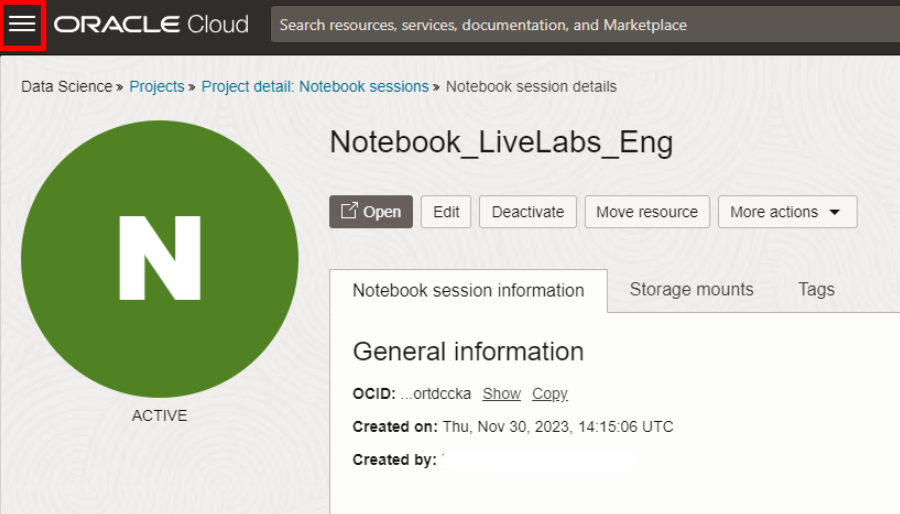 ORACLE Cloud
Search resources, services, documentation, and Marketplace
Data Science » Projects » Project detail: Notebook sessions » Notebook session details
N
ACTIVE
Notebook_LiveLabs_Eng
Open Edit Deactivate Move resource More actions
Notebook session information Storage mounts Tags
General information
OCID: ...ortdccka Show Copy
Created on: Thu, Nov 30, 2023, 14:15:06 UTC
Created by: